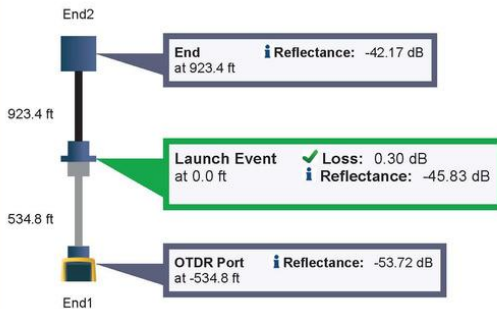 End2
End i Reflectance: -42.17 dB
at 923.4 ft
923.4 ft
Launch Event ✓ Loss: 0.30 dB
at 0.0 ft i Reflectance: -45.83 dB
534.8 ft
OTDR Port i Reflectance: -53.72 dB
at -534.8 ft
End1